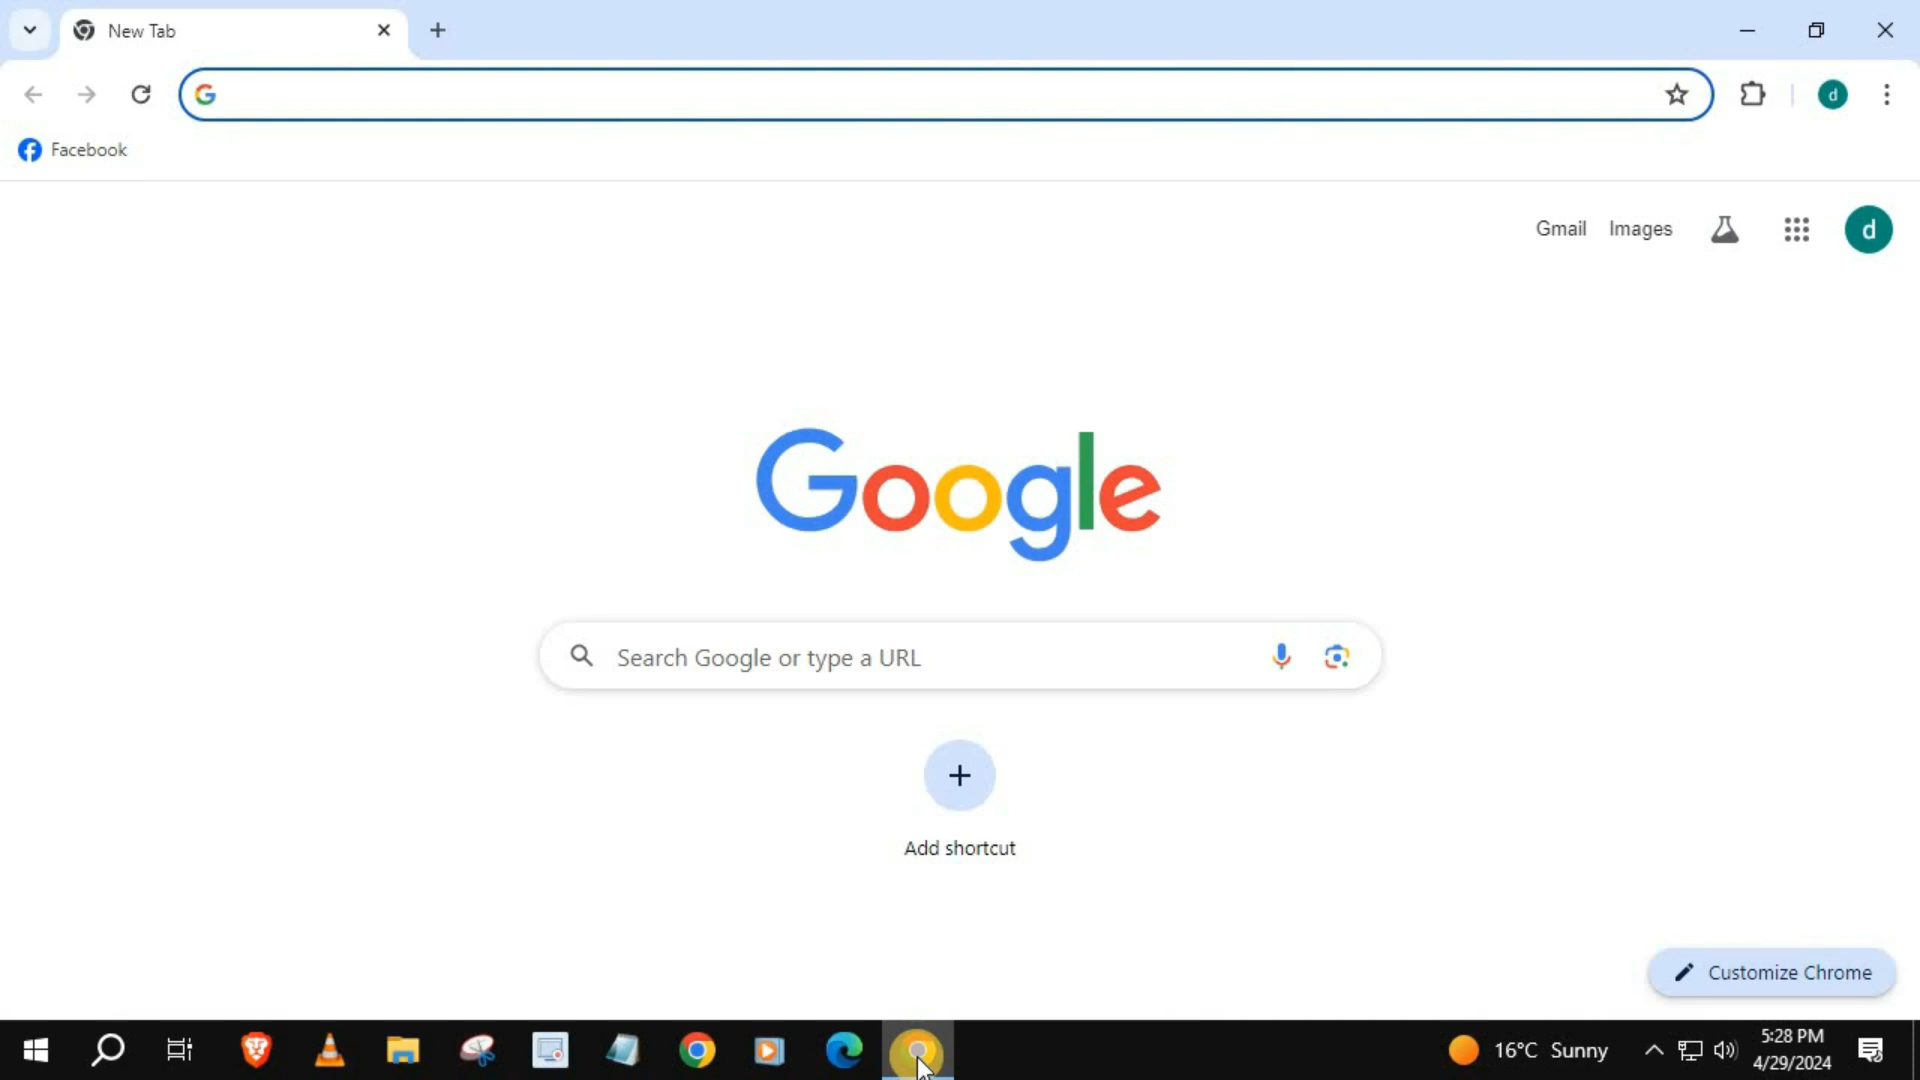 New Tab
Facebook
Gmail Images
d
Google
Search Google or type a URL
Add shortcut
Customize Chrome
16°C Sunny
5:28 PM
4/29/2024